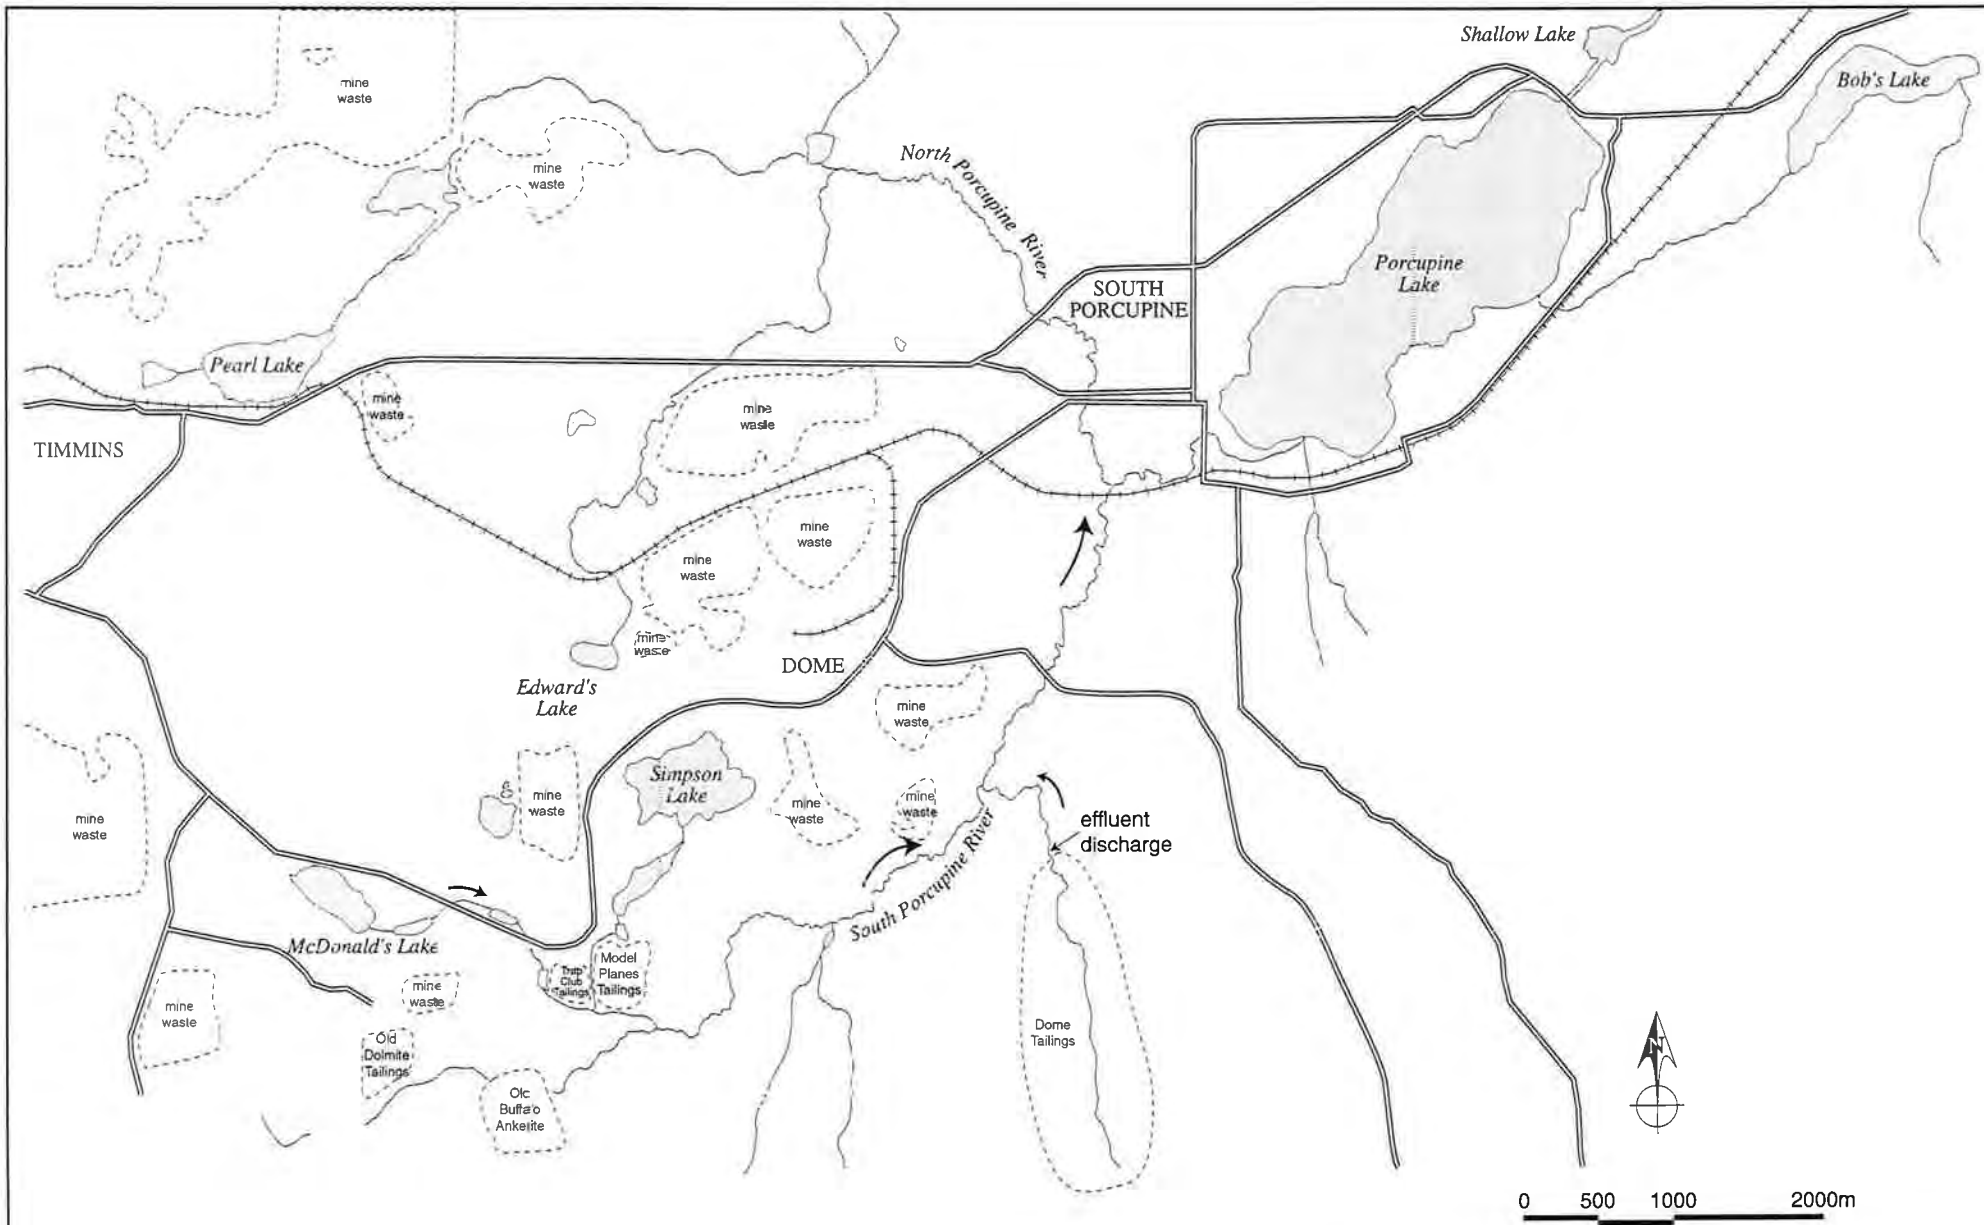 Shallow Lake
Bob's Lake
mine
waste
mine
waste
North Porcupine River
Porcupine
Lake
SOUTH
PORCUPINE
Pearl Lake
mine
waste
mine
waste
TIMMINS
mine
waste
mine
waste
mine
waste
DOME
Edward's
Lake
mine
waste
Simpson
Lake
mine
waste
mine
waste
mine
waste
mine
waste
effluent
discharge
South Porcupine River
McDonald's Lake
Model
Planes
Tailings
Trap
Club
Tailings
mine
waste
mine
waste
Old
Dolmite
Tailings
Dome
Tailings
Old
Buffalo
Ankerite
N
0 500 1000 2000m